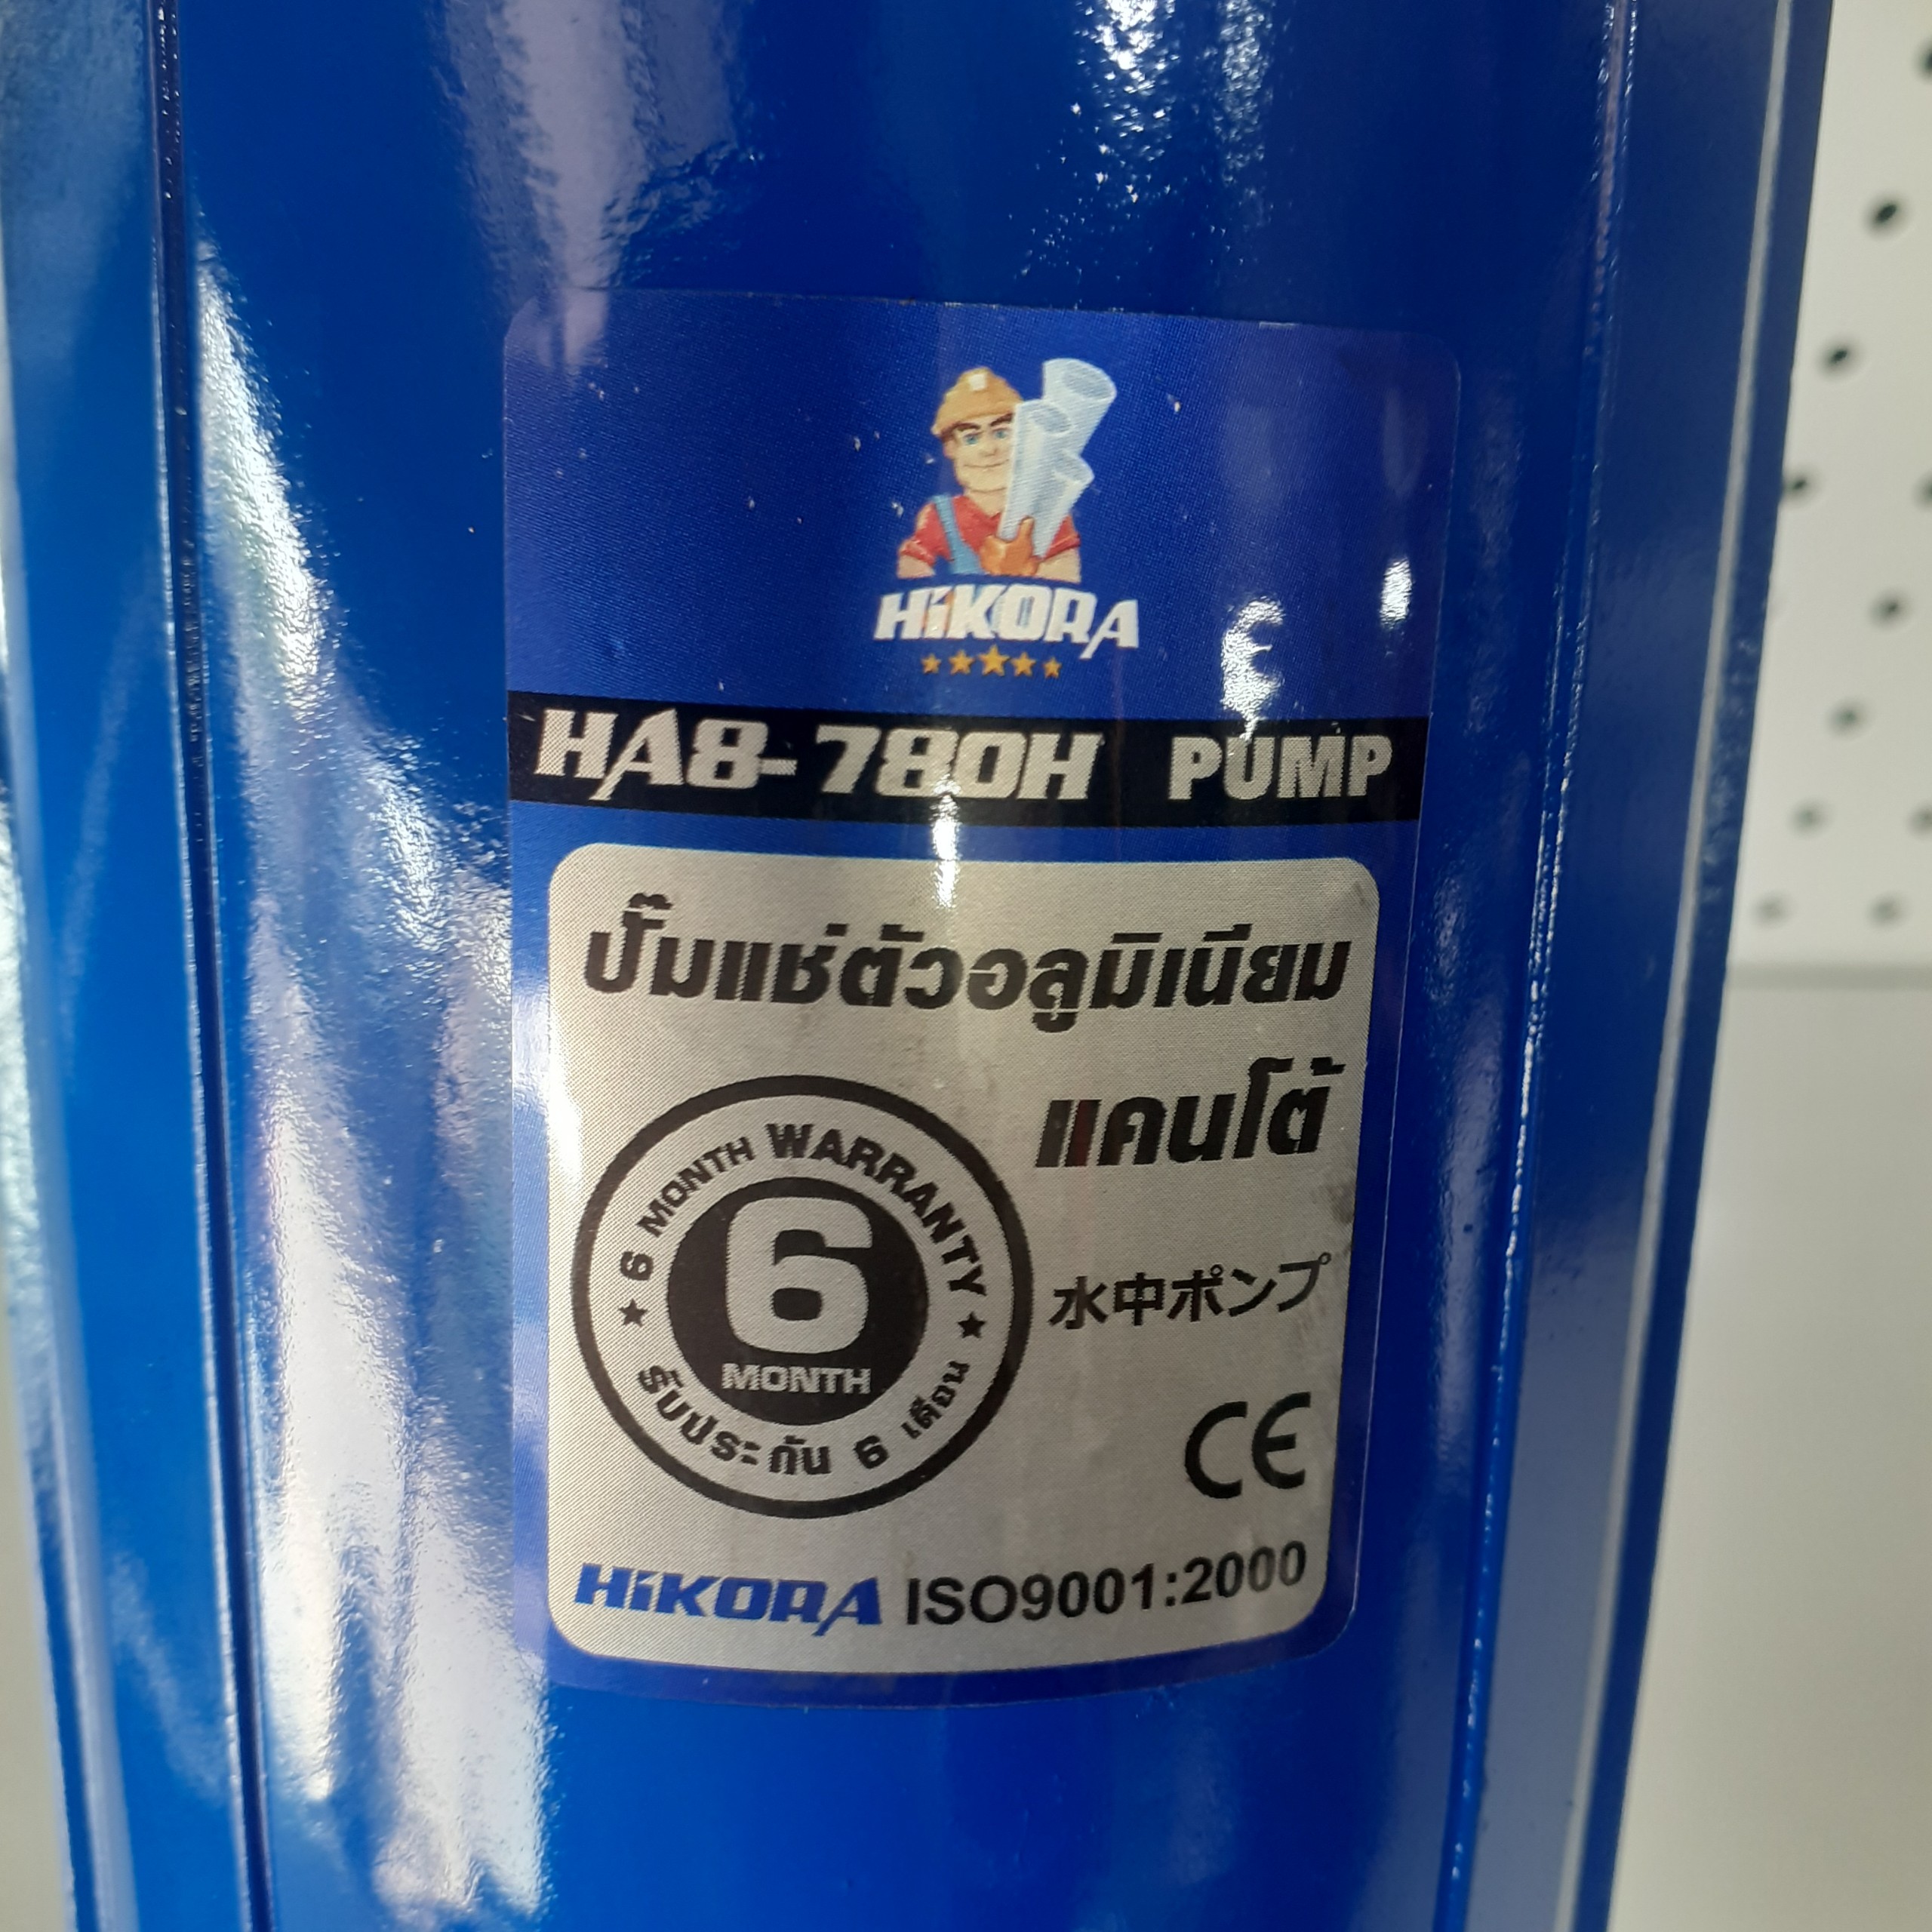 HiKORA
HA8-780H PUMP
ปั๊มแช่ตัวอลูมิเนียม
แคนโต้
6 MONTH WARRANTY
6
MONTH
รับประกัน 6 เดือน
水中ポンプ
CE
HiKORA ISO9001:2000